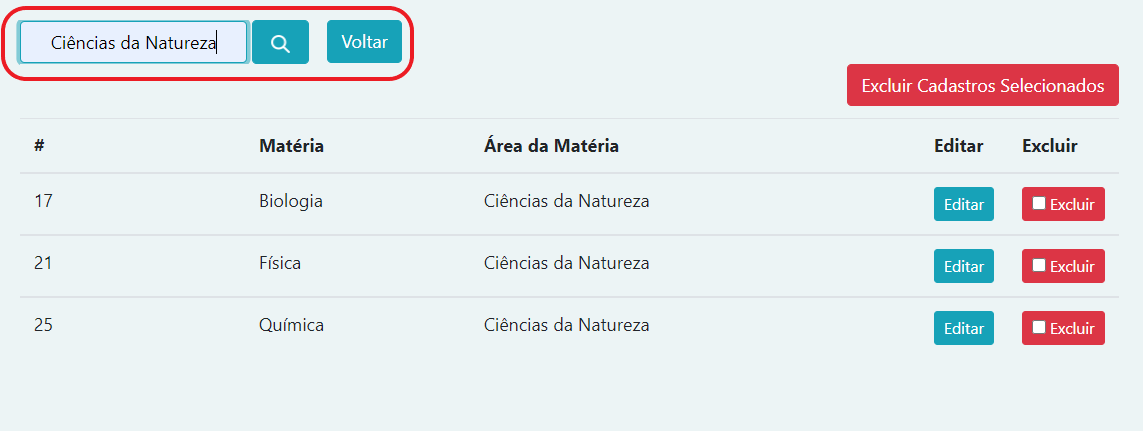 Ciências da Natureza Voltar
Excluir Cadastros Selecionados
# Matéria Área da Matéria Editar Excluir
17 Biologia Ciências da Natureza Editar Excluir
21 Física Ciências da Natureza Editar Excluir
25 Química Ciências da Natureza Editar Excluir